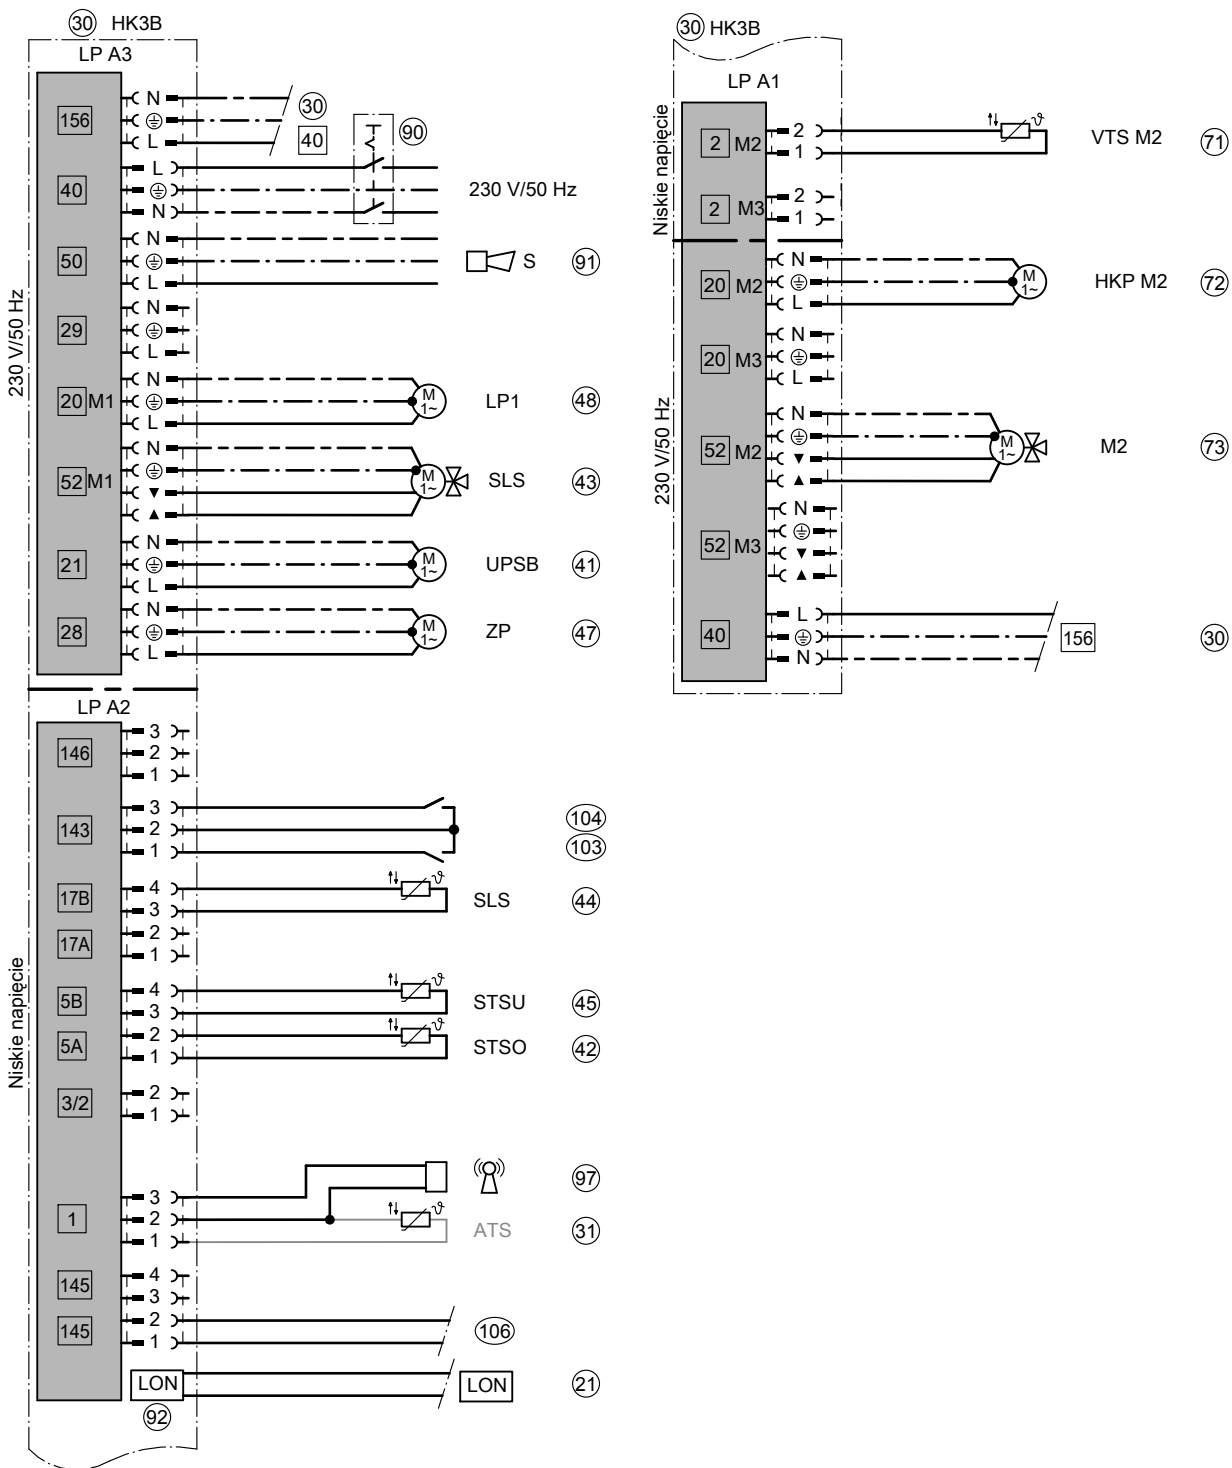 30 HK3B
LP A3
230 V/50 Hz
156
N
L
30
40
90
40
L
N
230 V/50 Hz
50
N
L
S
91
29
N
L
20 M1
N
L
M
1~
LP1
48
52 M1
N
▼
▲
M
1~
SLS
43
21
N
L
M
1~
UPSB
41
28
N
L
M
1~
ZP
47
LP A2
Niskie napięcie
146
3
2
1
143
3
2
1
104
103
17B
4
3
ϑ
SLS
44
17A
2
1
5B
4
3
ϑ
STSU
45
5A
2
1
ϑ
STSO
42
3/2
2
1
97
1
3
2
1
ϑ
ATS
31
145
4
3
145
2
1
106
LON
LON
21
92
30 HK3B
LP A1
Niskie napięcie
2 M2
2
1
ϑ
VTS M2
71
2 M3
2
1
230 V/50 Hz
20 M2
N
L
M
1~
HKP M2
72
20 M3
N
L
52 M2
N
▼
▲
M
1~
M2
73
52 M3
N
▼
▲
40
L
N
156
30